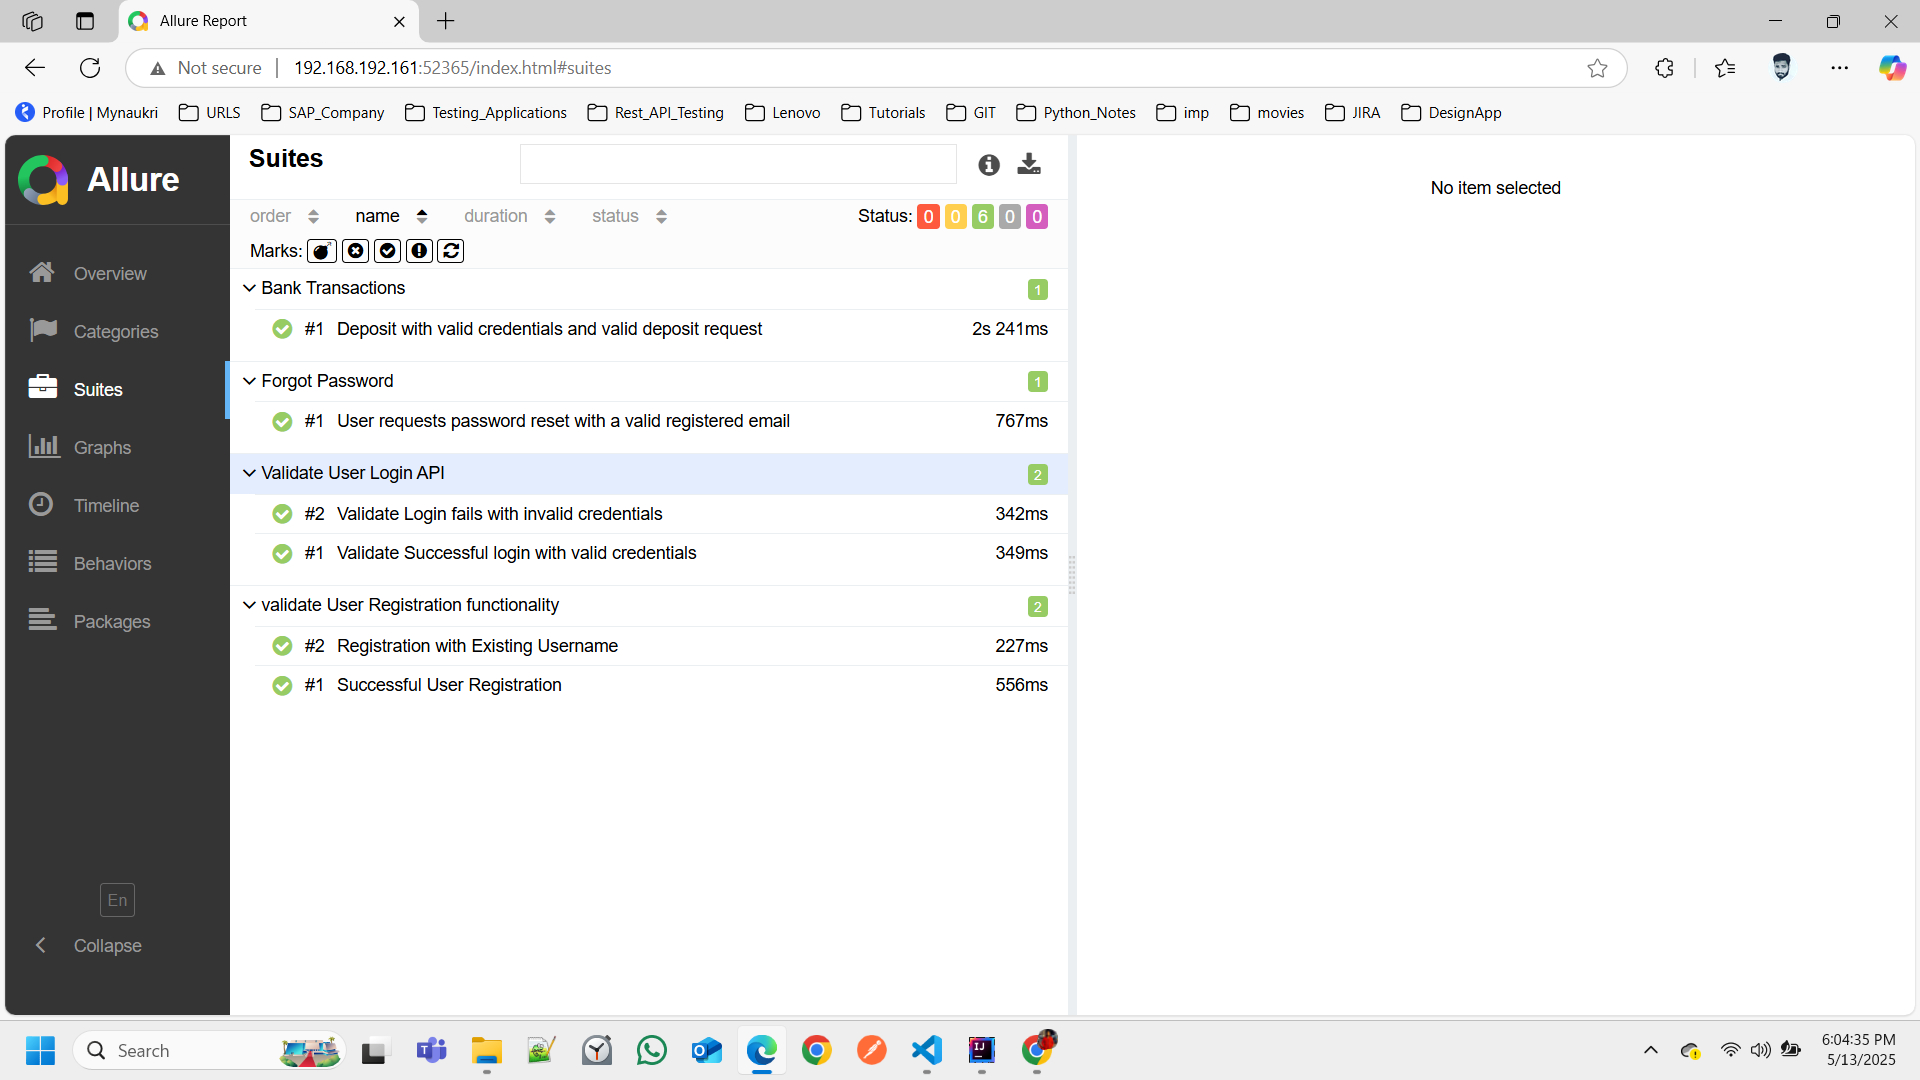 Allure Report
Not secure
192.168.192.161:52365/index.html#suites
Profile | Mynaukri
URLS
SAP_Company
Testing_Applications
Rest_API_Testing
Lenovo
Tutorials
GIT
Python_Notes
imp
movies
JIRA
DesignApp
Allure
Overview
Categories
Suites
Graphs
Timeline
Behaviors
Packages
En
Collapse
Suites
order name duration status
Status: 0 0 6 0 0
Marks:
Bank Transactions 1
#1 Deposit with valid credentials and valid deposit request 2s 241ms
Forgot Password 1
#1 User requests password reset with a valid registered email 767ms
Validate User Login API 2
#2 Validate Login fails with invalid credentials 342ms
#1 Validate Successful login with valid credentials 349ms
validate User Registration functionality 2
#2 Registration with Existing Username 227ms
#1 Successful User Registration 556ms
No item selected
Search
6:04:35 PM
5/13/2025